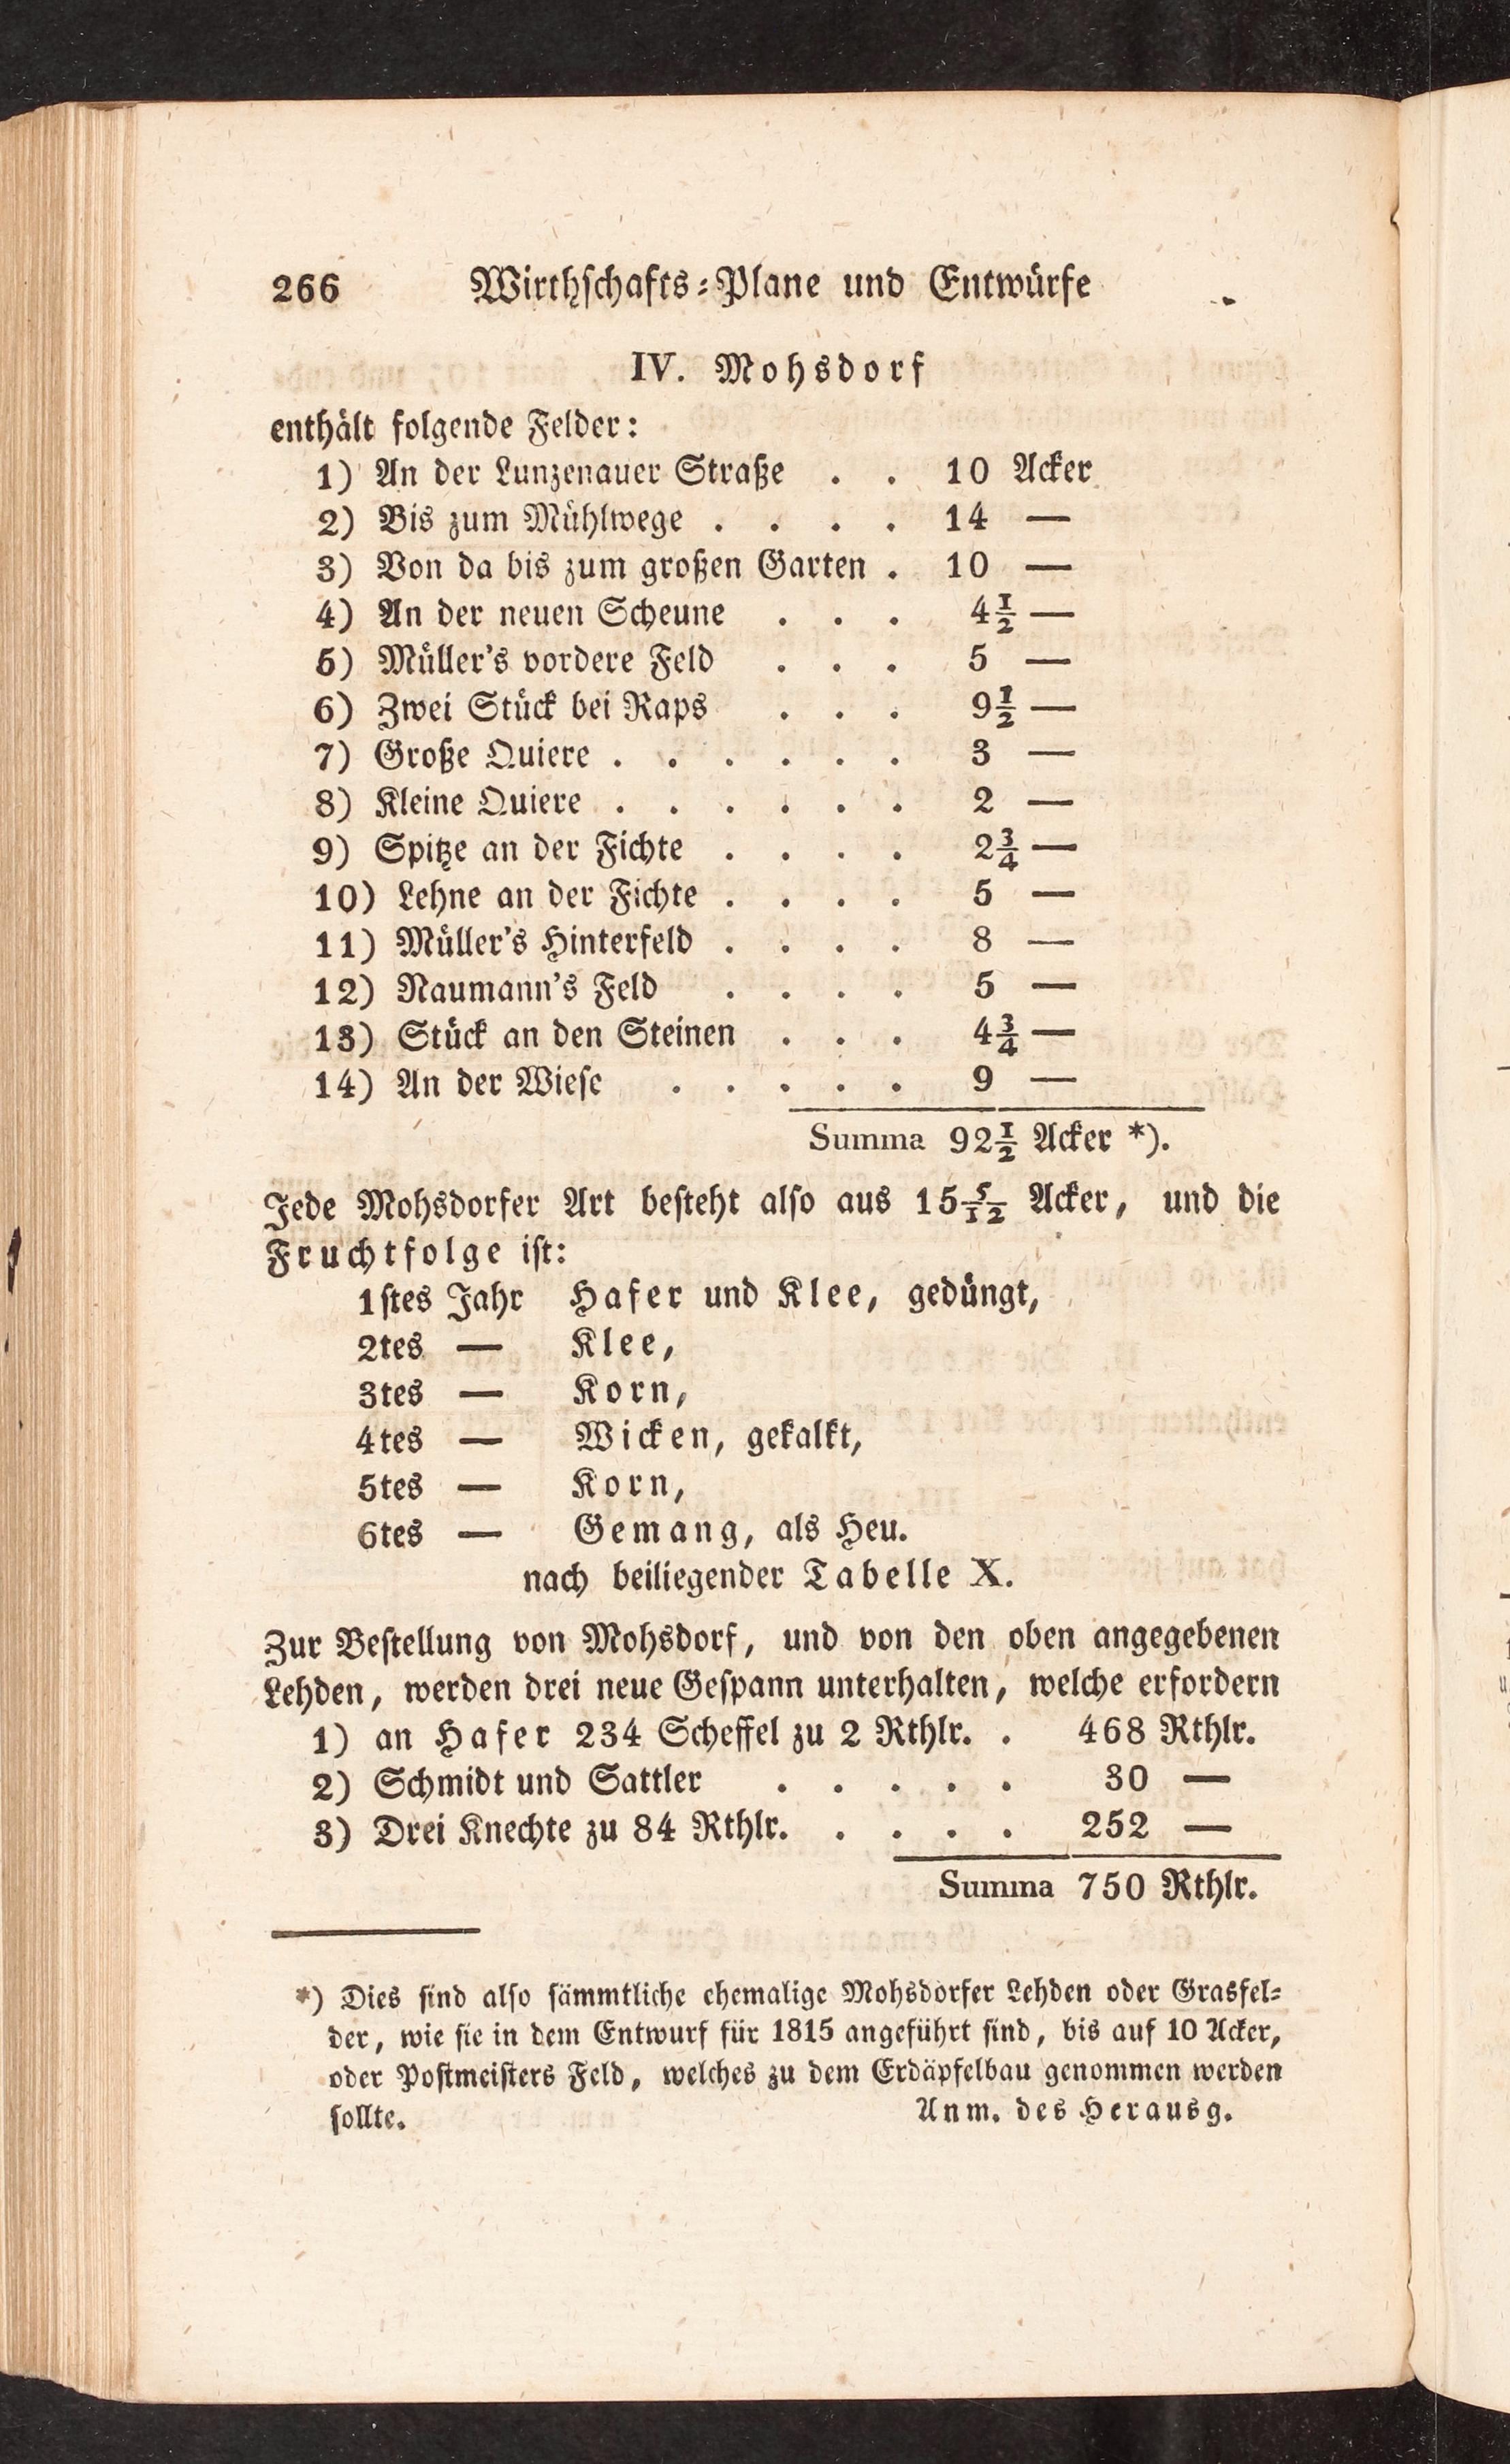 266 Wirthschafts-Plane und Entwürfe
IV. Mohsdorf
enthält folgende Felder:
1) An der Lunzenauer Straße . . 10 Acker
2) Bis zum Mühlwege . . . . 14 —
3) Von da bis zum großen Garten . 10 —
4) An der neuen Scheune . . . 4½ —
5) Müller's vordere Feld . . . 5 —
6) Zwei Stück bei Raps . . . 9½ —
7) Große Quiere . . . . . . 3 —
8) Kleine Quiere . . . . . . 2 —
9) Spitze an der Fichte . . . . 2¾ —
10) Lehne an der Fichte . . . . 5 —
11) Müller's Hinterfeld . . . . 8 —
12) Naumann's Feld . . . . 5 —
13) Stück an den Steinen . . . 4¾ —
14) An der Wiese . . . . . 9 —
Summa 92½ Acker *).
Jede Mohsdorfer Art besteht also aus 15 5/12 Acker, und die
Fruchtfolge ist:
1stes Jahr Hafer und Klee, gedüngt,
2tes — Klee,
3tes — Korn,
4tes — Wicken, gekalkt,
5tes — Korn,
6tes — Gemang, als Heu.
nach beiliegender Tabelle X.
Zur Bestellung von Mohsdorf, und von den oben angegebenen
Lehden, werden drei neue Gespann unterhalten, welche erfordern
1) an Hafer 234 Scheffel zu 2 Rthlr. . 468 Rthlr.
2) Schmidt und Sattler . . . . . 30 —
3) Drei Knechte zu 84 Rthlr. . . . . 252 —
Summa 750 Rthlr.
*) Dies sind also sämmtliche ehemalige Mohsdorfer Lehden oder Grasfel-
der, wie sie in dem Entwurf für 1815 angeführt sind, bis auf 10 Acker,
oder Postmeisters Feld, welches zu dem Erdäpfelbau genommen werden
sollte. Anm. des Herausg.